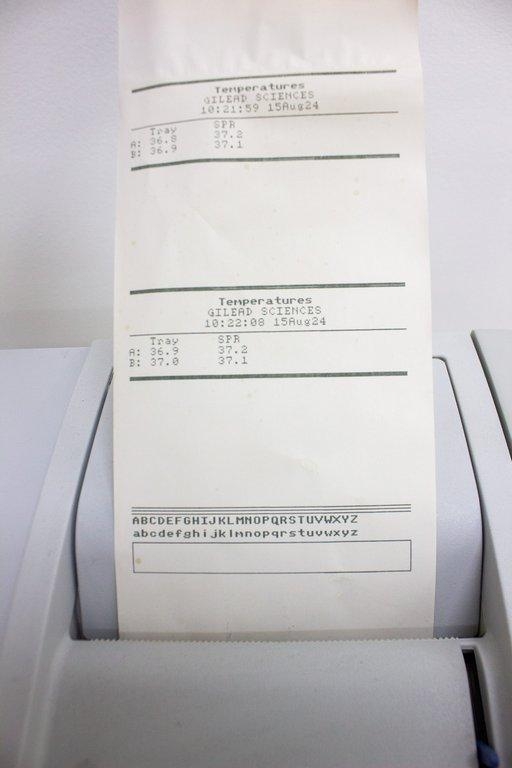 Temperatures
GILEAD SCIENCES
10:21:59 15Aug24
Tray SPR
A: 36.8 37.2
B: 36.9 37.1
Temperatures
GILEAD SCIENCES
10:22:08 15Aug24
Tray SPR
A: 36.9 37.2
B: 37.0 37.1
ABCDEFGHIJKLMNOPQRSTUVWXYZ
abcdefghijklmnopqrstuvwxyz